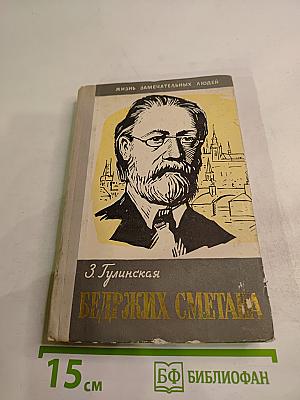 ЖИЗНЬ ЗАМЕЧАТЕЛЬНЫХ ЛЮДЕЙ
З. Гулинская
БЕДРЖИХ СМЕТАНА
15 см
БФ БИБЛИОФАН